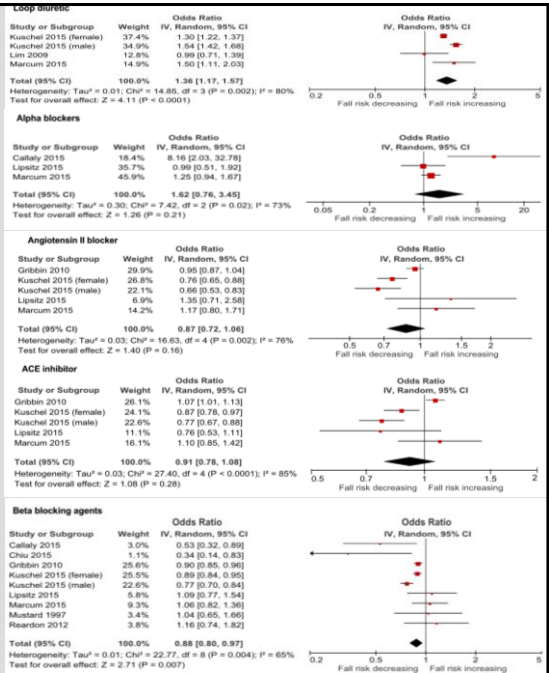 Loop diuretic
Odds Ratio Odds Ratio
Study or Subgroup Weight IV, Random, 95% CI IV, Random, 95% CI
Kuschel 2015 (female) 37.4% 1.30 [1.22, 1.37]
Kuschel 2015 (male) 34.9% 1.54 [1.42, 1.68]
Lim 2009 12.8% 0.99 [0.71, 1.39]
Marcum 2015 15.0% 1.50 [1.11, 2.03]
Total (95% CI) 100.0% 1.36 [1.17, 1.57]
Heterogeneity: Tau² = 0.01; Chi² = 14.85, df = 3 (P = 0.002); I² = 80%
Test for overall effect: Z = 4.11 (P < 0.0001)
0.2 0.5 1 2 5
Fall risk decreasing Fall risk increasing
Alpha blockers
Odds Ratio Odds Ratio
Study or Subgroup Weight IV, Random, 95% CI IV, Random, 95% CI
Callaly 2015 18.4% 8.16 [2.03, 32.78]
Lipsitz 2015 35.7% 0.99 [0.51, 1.92]
Marcum 2015 45.9% 1.25 [0.94, 1.67]
Total (95% CI) 100.0% 1.62 [0.76, 3.45]
Heterogeneity: Tau² = 0.30; Chi² = 7.42, df = 2 (P = 0.02); I² = 73%
Test for overall effect: Z = 1.26 (P = 0.21)
0.05 0.2 1 5 20
Fall risk decreasing Fall risk increasing
Angiotensin II blocker
Odds Ratio Odds Ratio
Study or Subgroup Weight IV, Random, 95% CI IV, Random, 95% CI
Gribbin 2010 29.9% 0.95 [0.87, 1.04]
Kuschel 2015 (female) 26.8% 0.76 [0.65, 0.88]
Kuschel 2015 (male) 22.1% 0.66 [0.53, 0.83]
Lipsitz 2015 6.9% 1.35 [0.71, 2.58]
Marcum 2015 14.2% 1.17 [0.80, 1.71]
Total (95% CI) 100.0% 0.87 [0.72, 1.06]
Heterogeneity: Tau² = 0.03; Chi² = 16.63, df = 4 (P = 0.002); I² = 76%
Test for overall effect: Z = 1.40 (P = 0.16)
0.5 0.7 1 1.5 2
Fall risk decreasing Fall risk increasing
ACE inhibitor
Odds Ratio Odds Ratio
Study or Subgroup Weight IV, Random, 95% CI IV, Random, 95% CI
Gribbin 2010 26.1% 1.07 [1.01, 1.13]
Kuschel 2015 (female) 24.1% 0.87 [0.78, 0.97]
Kuschel 2015 (male) 22.6% 0.77 [0.67, 0.88]
Lipsitz 2015 11.1% 0.76 [0.53, 1.11]
Marcum 2015 16.1% 1.10 [0.85, 1.42]
Total (95% CI) 100.0% 0.91 [0.78, 1.08]
Heterogeneity: Tau² = 0.03; Chi² = 27.40, df = 4 (P < 0.0001); I² = 85%
Test for overall effect: Z = 1.08 (P = 0.28)
0.5 0.7 1 1.5 2
Fall risk decreasing Fall risk increasing
Beta blocking agents
Odds Ratio Odds Ratio
Study or Subgroup Weight IV, Random, 95% CI IV, Random, 95% CI
Callaly 2015 3.0% 0.53 [0.32, 0.89]
Chiu 2015 1.1% 0.34 [0.14, 0.83]
Gribbin 2010 25.6% 0.90 [0.85, 0.96]
Kuschel 2015 (female) 25.5% 0.89 [0.84, 0.95]
Kuschel 2015 (male) 22.6% 0.77 [0.70, 0.84]
Lipsitz 2015 5.8% 1.09 [0.77, 1.54]
Marcum 2015 9.3% 1.06 [0.82, 1.36]
Mustard 1997 3.4% 1.04 [0.65, 1.66]
Reardon 2012 3.8% 1.16 [0.74, 1.82]
Total (95% CI) 100.0% 0.88 [0.80, 0.97]
Heterogeneity: Tau² = 0.01; Chi² = 22.77, df = 8 (P = 0.004); I² = 65%
Test for overall effect: Z = 2.71 (P = 0.007)
0.2 0.5 1 2 5
Fall risk decreasing Fall risk increasing